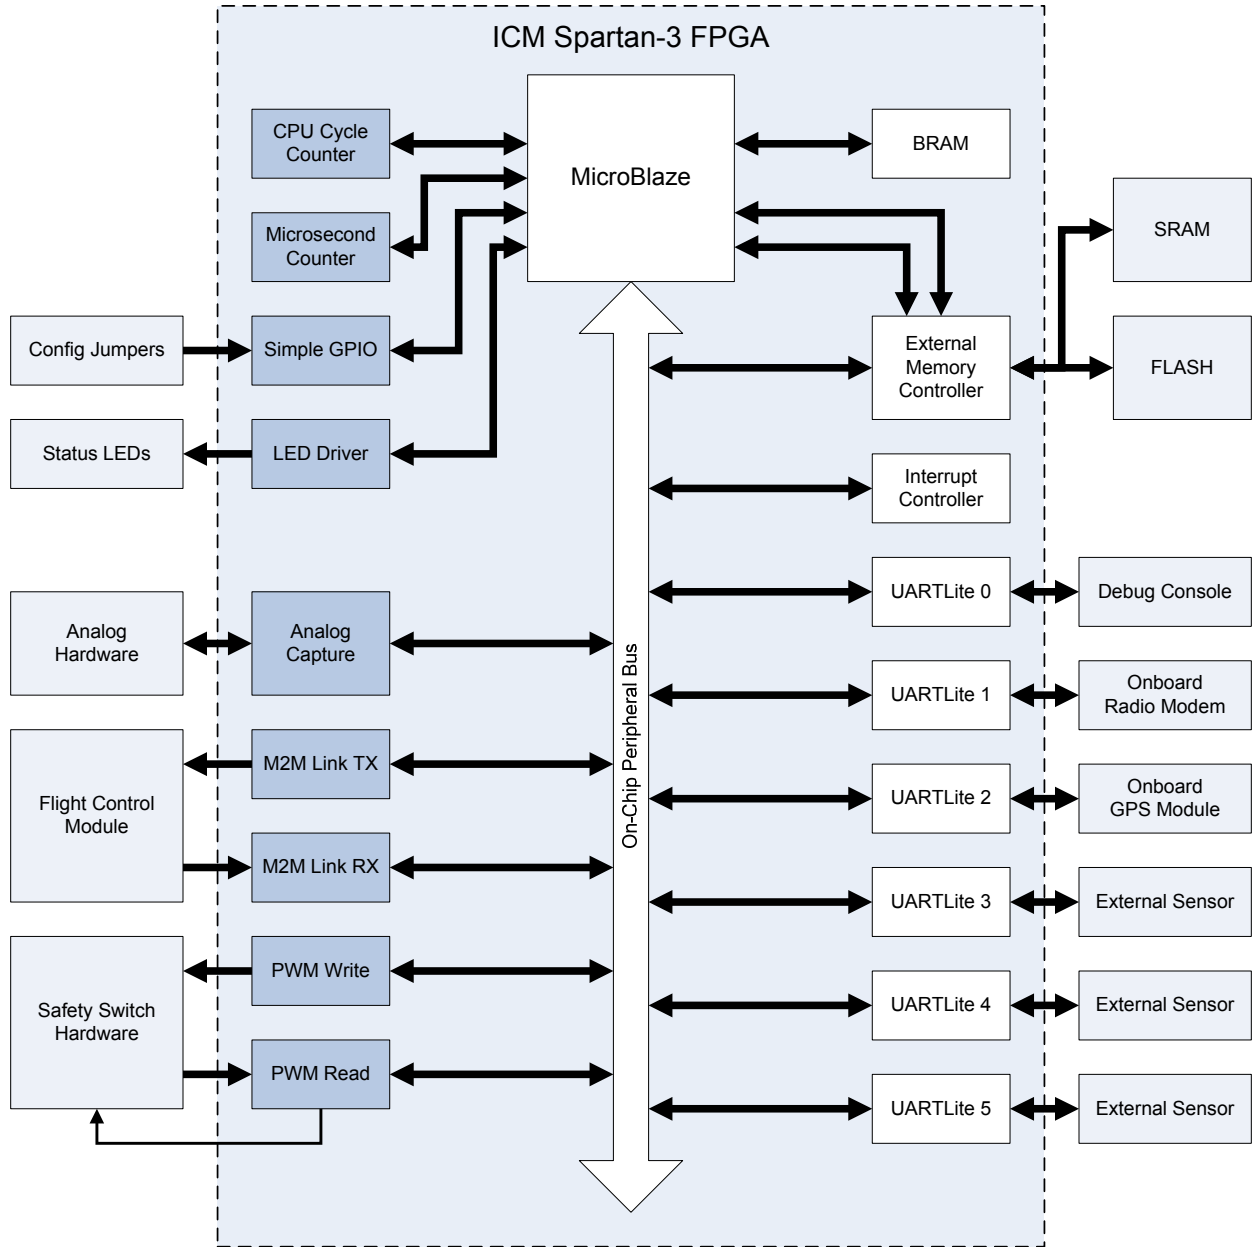 ICM Spartan-3 FPGA
CPU Cycle
Counter
MicroBlaze
BRAM
Microsecond
Counter
SRAM
Config Jumpers
Simple GPIO
External
Memory
Controller
FLASH
Status LEDs
LED Driver
Interrupt
Controller
UARTLite 0
Debug Console
Analog
Hardware
Analog
Capture
On-Chip Peripheral Bus
UARTLite 1
Onboard
Radio Modem
Flight Control
Module
M2M Link TX
UARTLite 2
Onboard
GPS Module
M2M Link RX
UARTLite 3
External Sensor
Safety Switch
Hardware
PWM Write
UARTLite 4
External Sensor
PWM Read
UARTLite 5
External Sensor